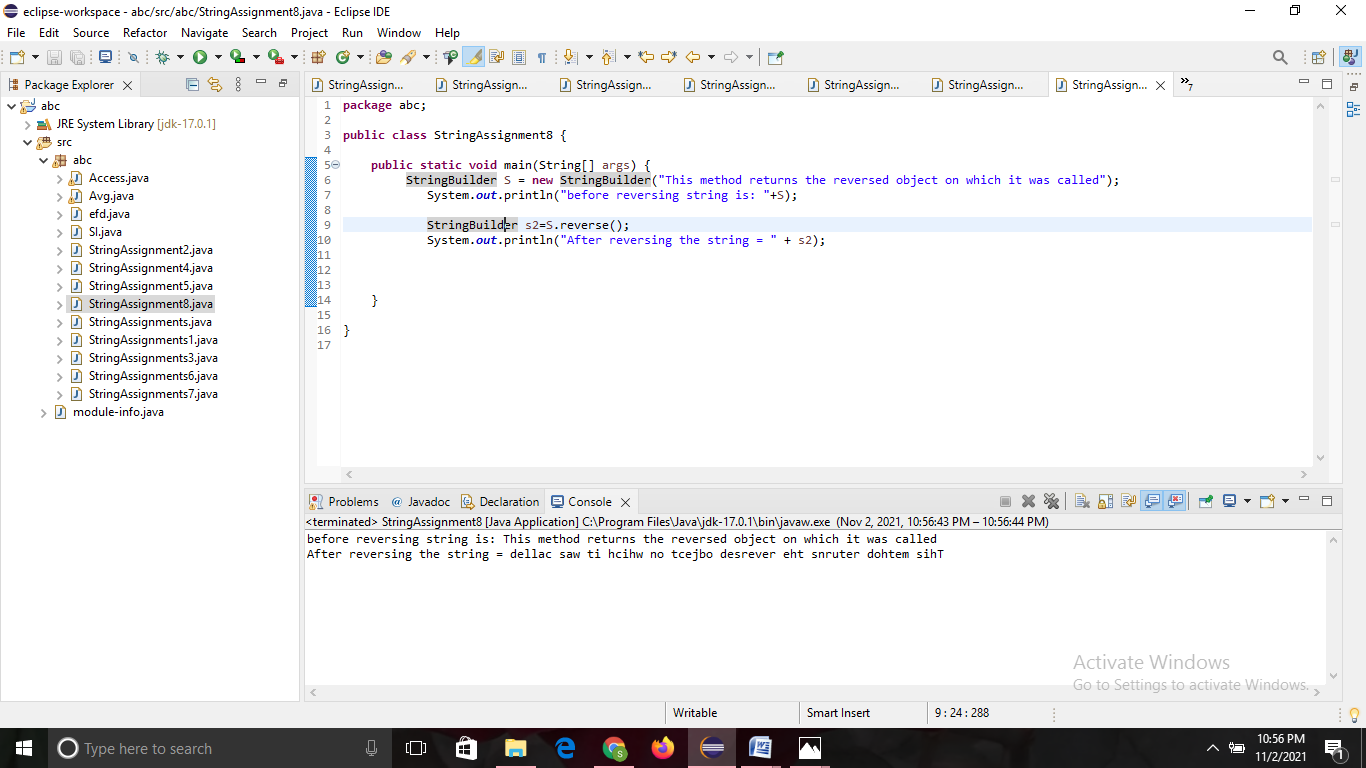 eclipse-workspace - abc/src/abc/StringAssignment8.java - Eclipse IDE
File Edit Source Refactor Navigate Search Project Run Window Help
Package Explorer
StringAssign... StringAssign... StringAssign... StringAssign... StringAssign... StringAssign... StringAssign... »7
abc
JRE System Library [jdk-17.0.1]
src
abc
Access.java
Avg.java
efd.java
SI.java
StringAssignment2.java
StringAssignment4.java
StringAssignment5.java
StringAssignment8.java
StringAssignments.java
StringAssignments1.java
StringAssignments3.java
StringAssignments6.java
StringAssignments7.java
module-info.java
1 package abc;
2
3 public class StringAssignment8 {
4
5 public static void main(String[] args) {
6 StringBuilder S = new StringBuilder("This method returns the reversed object on which it was called");
7 System.out.println("before reversing string is: "+S);
8
9 StringBuilder s2=S.reverse();
10 System.out.println("After reversing the string = " + s2);
11
12
13
14 }
15
16 }
17
Problems @ Javadoc Declaration Console
<terminated> StringAssignment8 [Java Application] C:\Program Files\Java\jdk-17.0.1\bin\javaw.exe (Nov 2, 2021, 10:56:43 PM – 10:56:44 PM)
before reversing string is: This method returns the reversed object on which it was called
After reversing the string = dellac saw ti hcihw no tcejbo desrever eht snruter dohtem sihT
Activate Windows
Go to Settings to activate Windows.
Writable Smart Insert 9 : 24 : 288
Type here to search
10:56 PM
11/2/2021
1